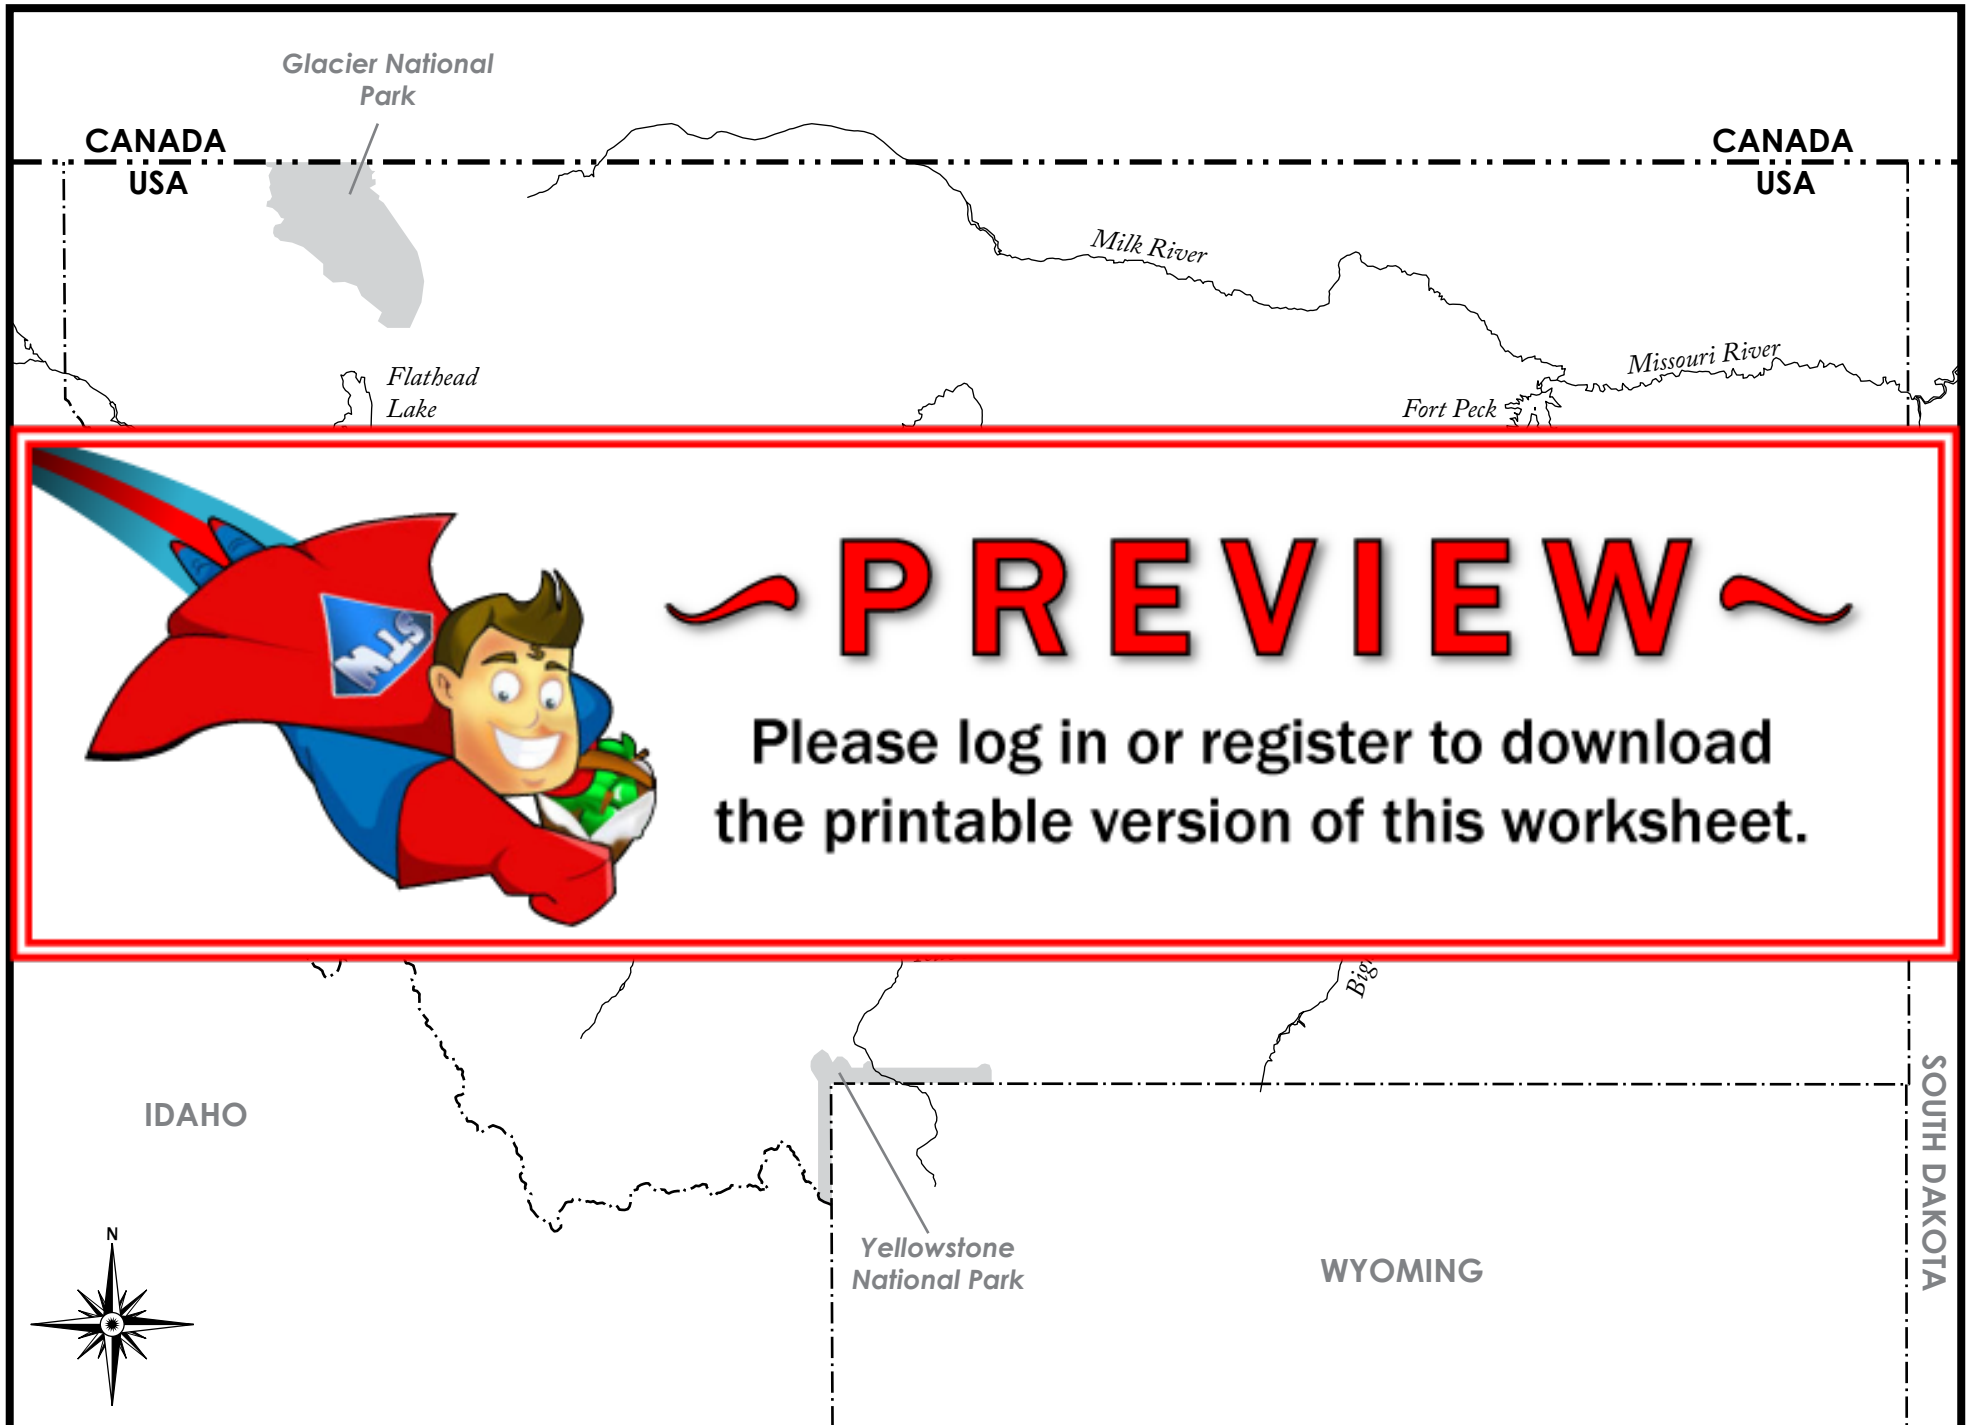 Glacier National
Park
CANADA
USA
CANADA
USA
Milk River
Missouri River
Flathead
Lake
Fort Peck
STW
~PREVIEW~
Please log in or register to download
the printable version of this worksheet.
IDAHO
SOUTH DAKOTA
N
Yellowstone
National Park
WYOMING